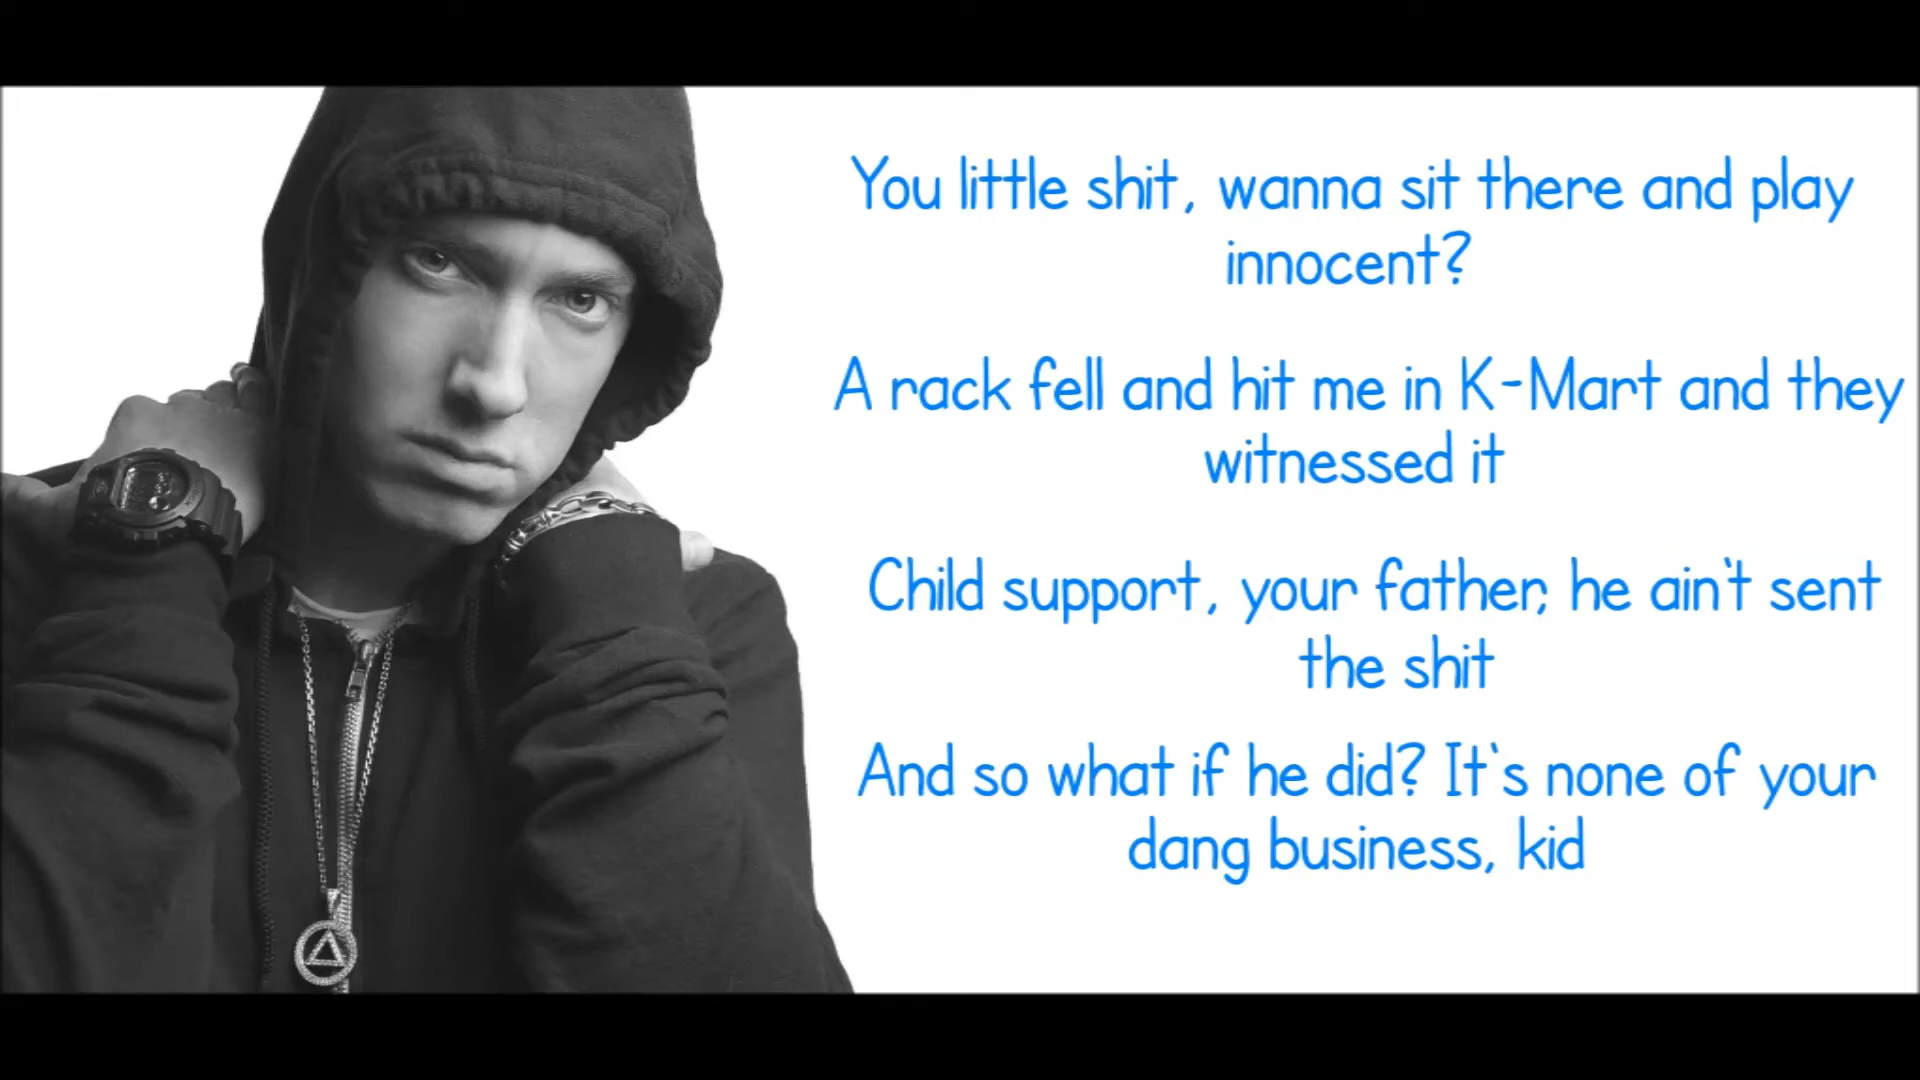 You little shit, wanna sit there and play
innocent?
A rack fell and hit me in K-Mart and they
witnessed it
Child support, your father, he ain't sent
the shit
And so what if he did? It's none of your
dang business, kid